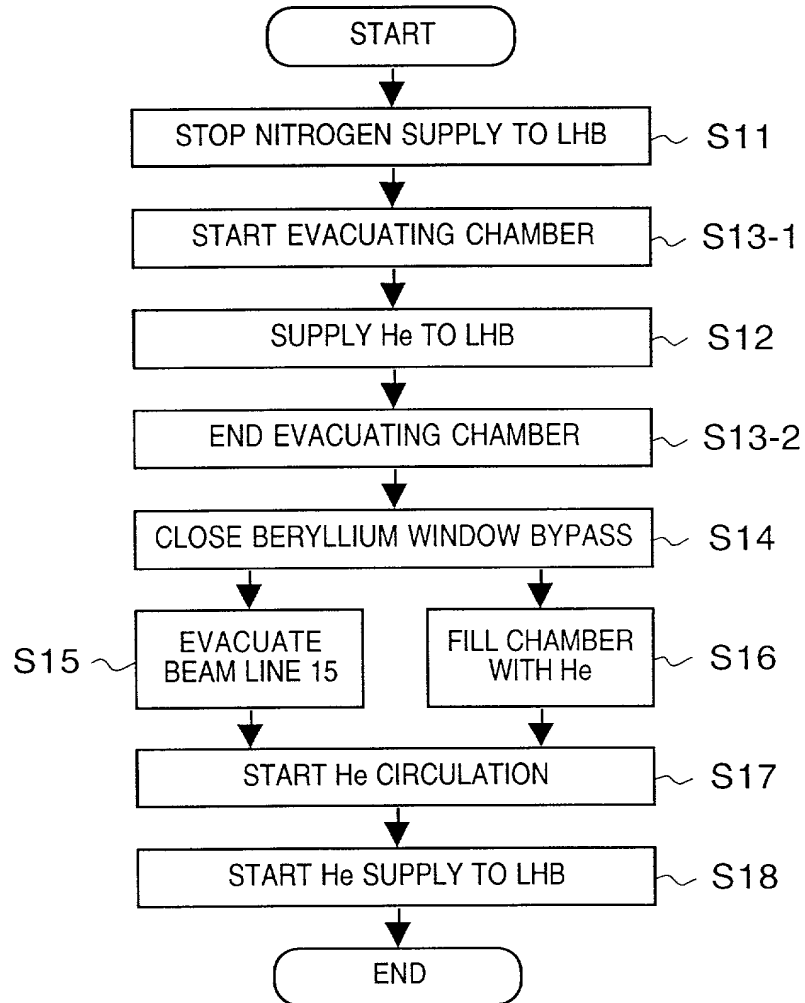 START
STOP NITROGEN SUPPLY TO LHB
S11
START EVACUATING CHAMBER
S13-1
SUPPLY He TO LHB
S12
END EVACUATING CHAMBER
S13-2
CLOSE BERYLLIUM WINDOW BYPASS
S14
S15
EVACUATE
BEAM LINE 15
FILL CHAMBER
WITH He
S16
START He CIRCULATION
S17
START He SUPPLY TO LHB
S18
END